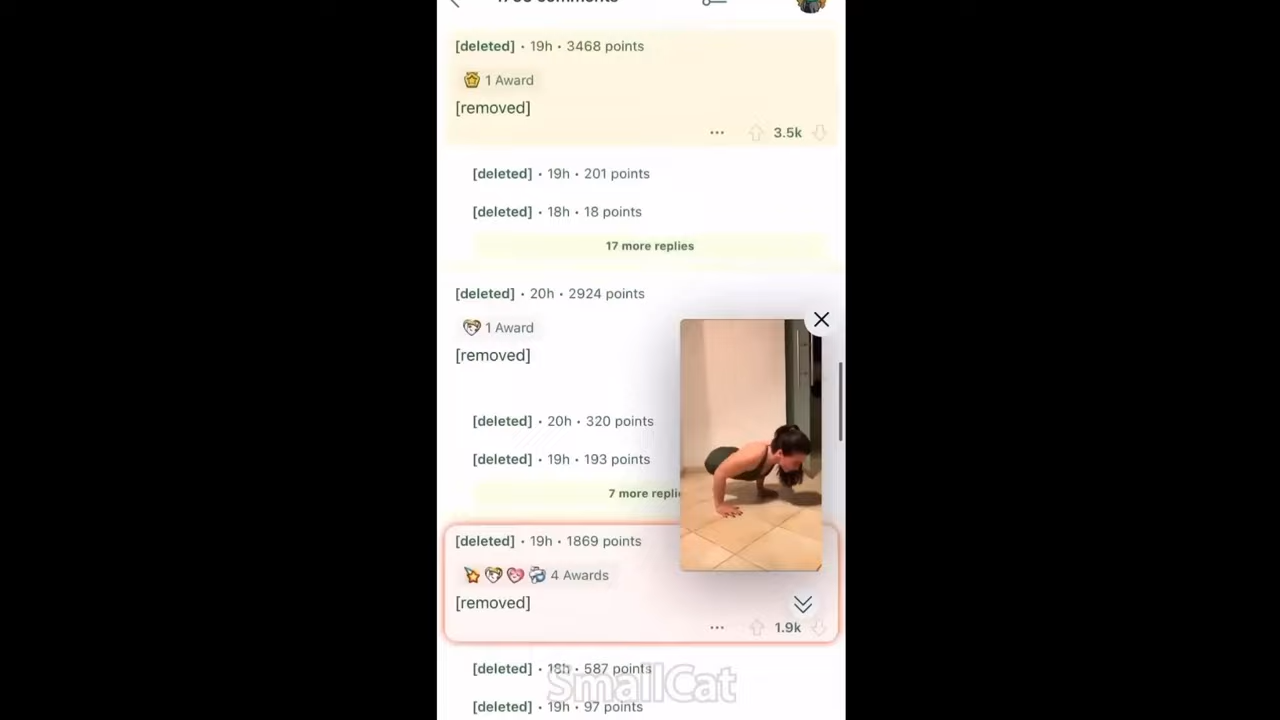 [deleted] • 19h • 3468 points
1 Award
[removed]
3.5k
[deleted] • 19h • 201 points
[deleted] • 18h • 18 points
17 more replies
[deleted] • 20h • 2924 points
1 Award
[removed]
[deleted] • 20h • 320 points
[deleted] • 19h • 193 points
7 more
[deleted] • 19h • 1869 points
4 Awards
[removed]
1.9k
[deleted] • 18h • 587 points
SmallCat
[deleted] • 19h • 97 points